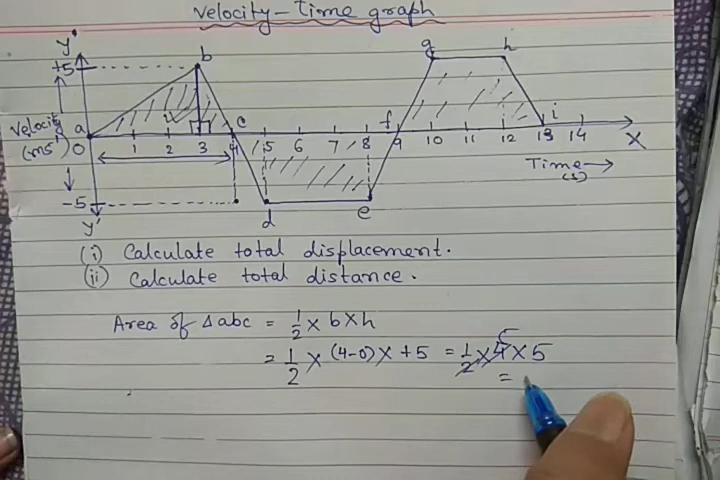 Velocity-Time graph
y
+5
b
g
h
Velocity
(ms⁻¹)
a
c
f
i
O 1 2 3 4 5 6 7 8 9 10 11 12 13 14
X
Time→
(s)
-5
y'
d
e
(i) Calculate total displacement.
(ii) Calculate total distance.
Area of Δabc = 1/2 × b × h
= 1/2 × (4-0) × +5 = 1/2 × 4 × 5
=